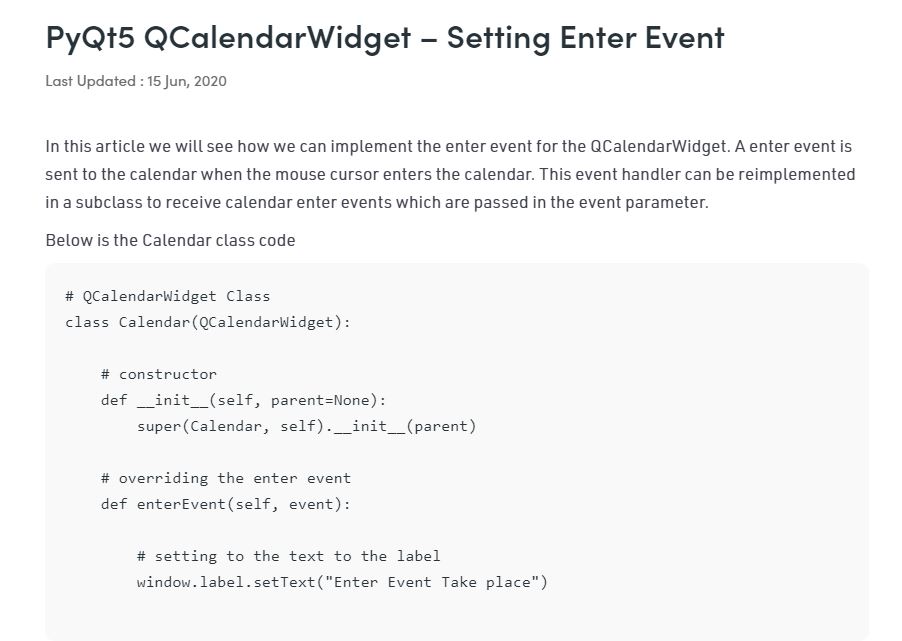 PyQt5 QCalendarWidget – Setting Enter Event
Last Updated : 15 Jun, 2020
In this article we will see how we can implement the enter event for the QCalendarWidget. A enter event is
sent to the calendar when the mouse cursor enters the calendar. This event handler can be reimplemented
in a subclass to receive calendar enter events which are passed in the event parameter.
Below is the Calendar class code
# QCalendarWidget Class
class Calendar(QCalendarWidget):
    # constructor
    def __init__(self, parent=None):
        super(Calendar, self).__init__(parent)
    # overriding the enter event
    def enterEvent(self, event):
        # setting to the text to the label
        window.label.setText("Enter Event Take place")